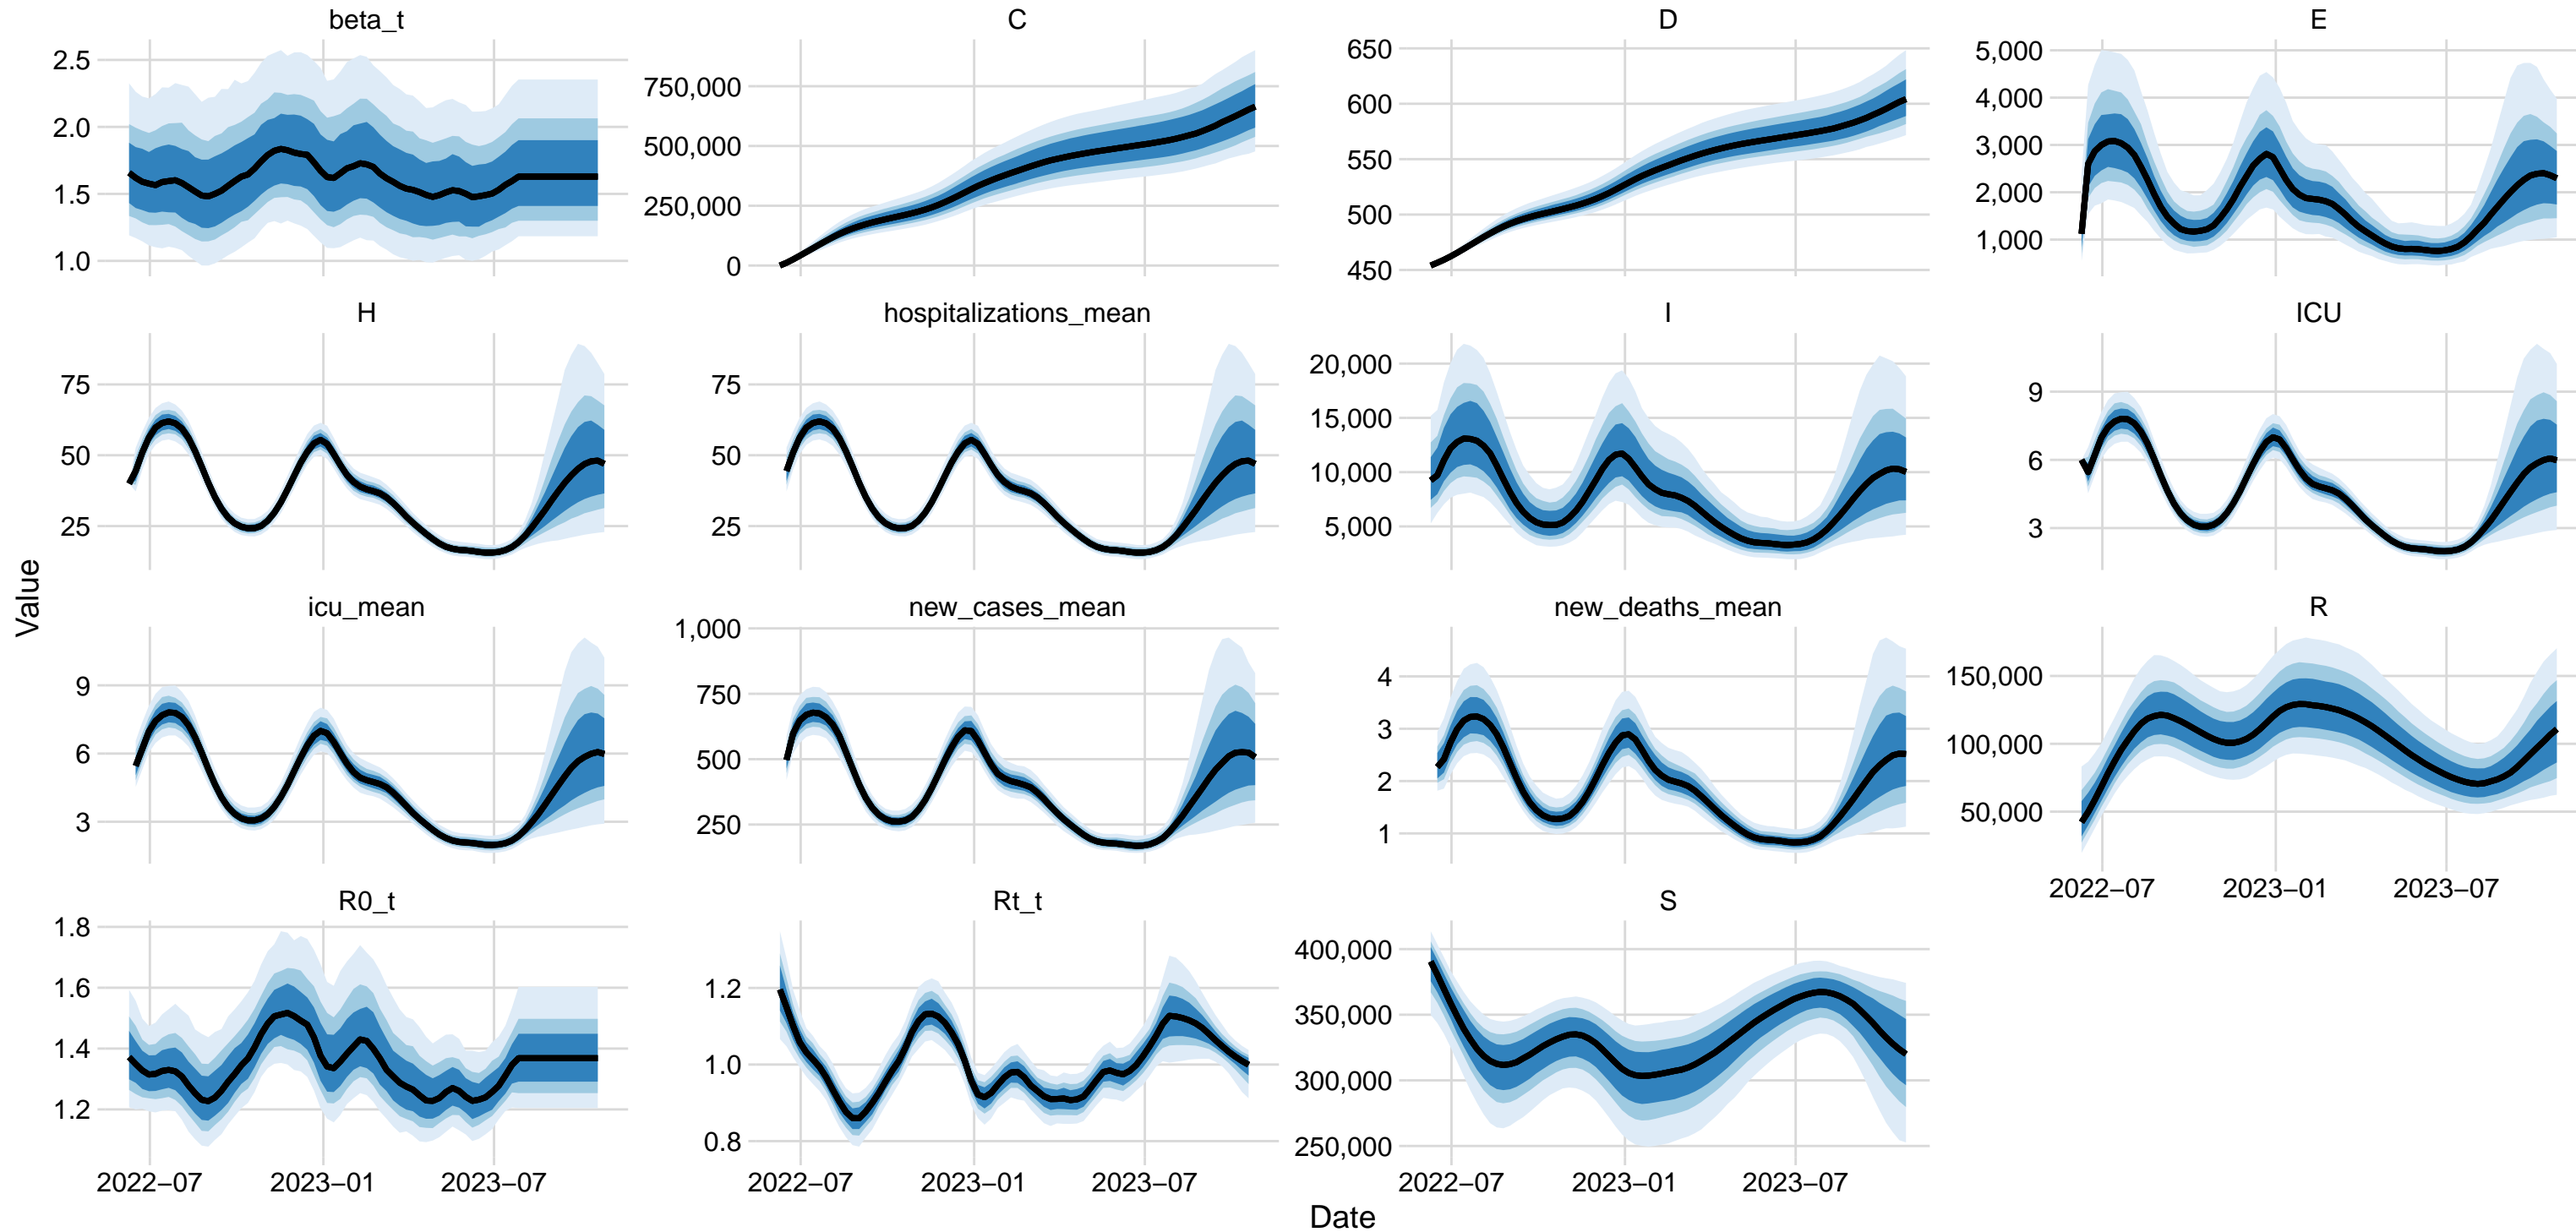 beta_t
C
D
E
2.5
2.0
1.5
1.0
750,000
500,000
250,000
0
650
600
550
500
450
5,000
4,000
3,000
2,000
1,000
H
hospitalizations_mean
I
ICU
75
50
25
75
50
25
20,000
15,000
10,000
5,000
9
6
3
Value
icu_mean
new_cases_mean
new_deaths_mean
R
9
6
3
1,000
750
500
250
4
3
2
1
150,000
100,000
50,000
2022−07 2023−01 2023−07
R0_t
Rt_t
S
1.8
1.6
1.4
1.2
1.2
1.0
0.8
400,000
350,000
300,000
250,000
2022−07 2023−01 2023−07
2022−07 2023−01 2023−07
2022−07 2023−01 2023−07
Date